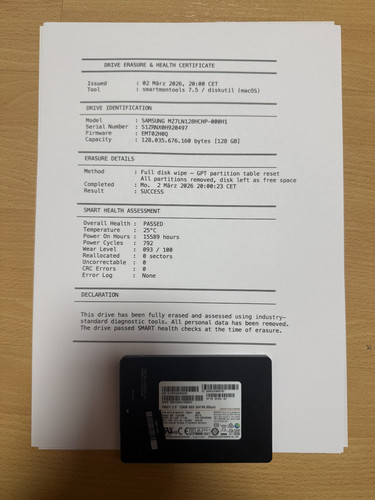 DRIVE ERASURE & HEALTH CERTIFICATE
Issued : 02 März 2026, 20:00 CET
Tool : smartmontools 7.5 / diskutil (macOS)
DRIVE IDENTIFICATION
Model : SAMSUNG MZ7LN128HCHP-000H1
Serial Number : S1ZRNXAH920497
Firmware : EMT02H0Q
Capacity : 128.035.676.160 bytes [128 GB]
ERASURE DETAILS
Method : Full disk wipe – GPT partition table reset
All partitions removed, disk left as free space
Completed : Mo. 2 März 2026 20:00:23 CET
Result : SUCCESS
SMART HEALTH ASSESSMENT
Overall Health : PASSED
Temperature : 25°C
Power On Hours : 15589 hours
Power Cycles : 792
Wear Level : 093 / 100
Reallocated : 0 sectors
Uncorrectable : 0
CRC Errors : 0
Error Log : None
DECLARATION
This drive has been fully erased and assessed using industry-
standard diagnostic tools. All personal data has been removed.
The drive passed SMART health checks at the time of erasure.